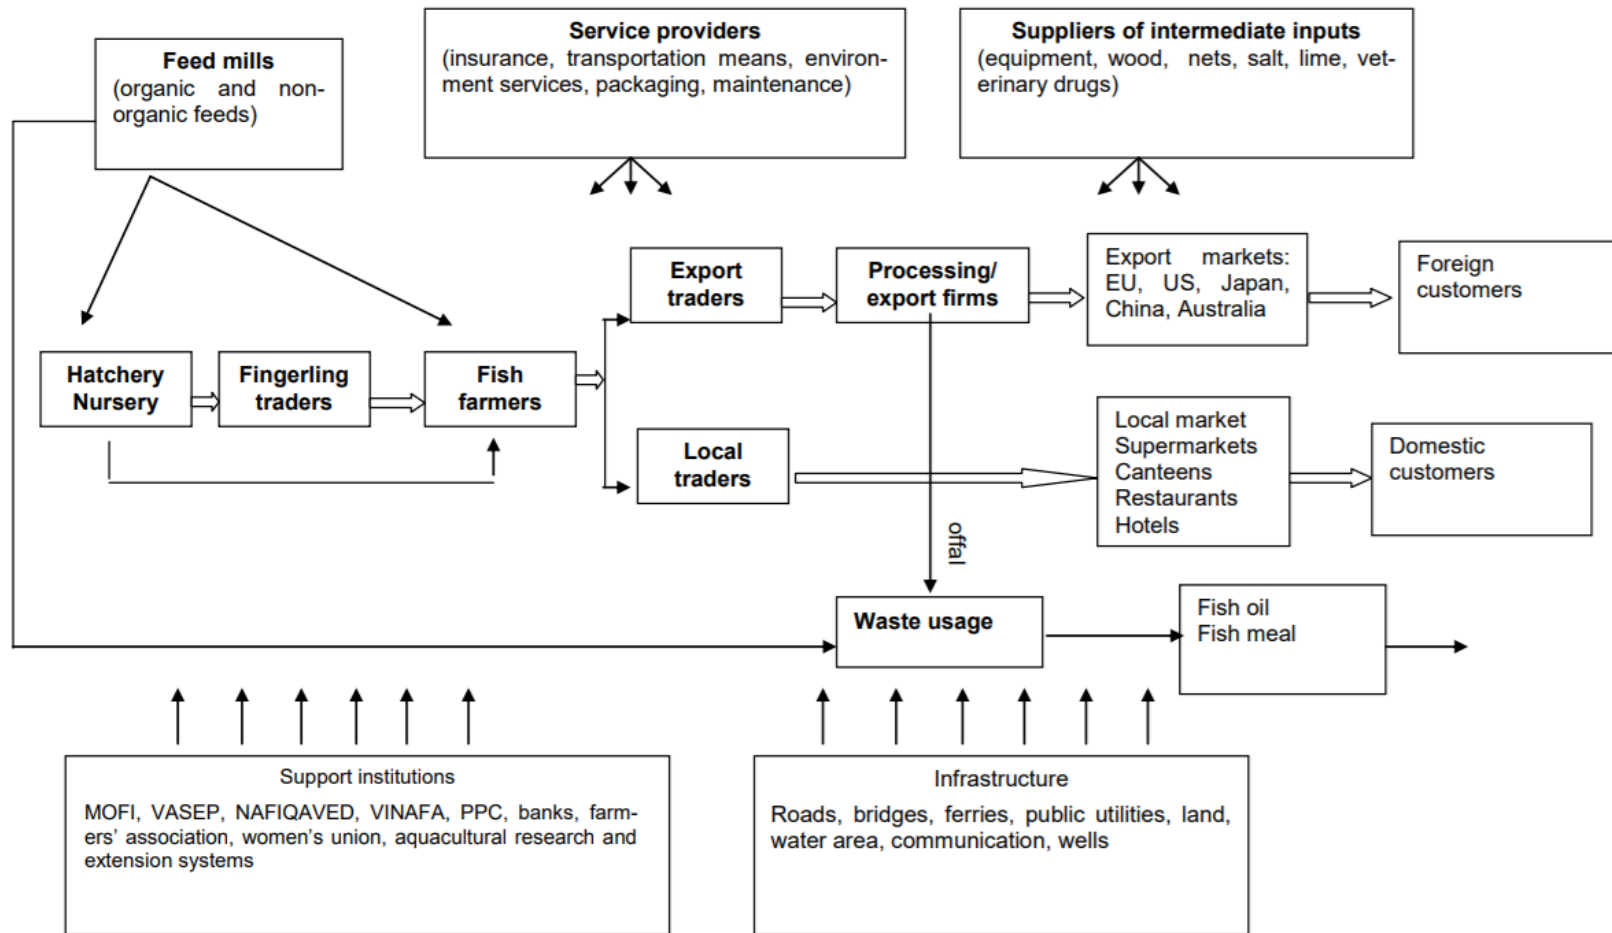 Feed mills
(organic and non-
organic feeds)
Service providers
(insurance, transportation means, environ-
ment services, packaging, maintenance)
Suppliers of intermediate inputs
(equipment, wood, nets, salt, lime, vet-
erinary drugs)
Export
traders
Processing/
export firms
Export markets:
EU, US, Japan,
China, Australia
Foreign
customers
Hatchery
Nursery
Fingerling
traders
Fish
farmers
Local
traders
Local market
Supermarkets
Canteens
Restaurants
Hotels
Domestic
customers
offal
Waste usage
Fish oil
Fish meal
Support institutions
MOFI, VASEP, NAFIQAVED, VINAFA, PPC, banks, farm-
ers' association, women's union, aquacultural research and
extension systems
Infrastructure
Roads, bridges, ferries, public utilities, land,
water area, communication, wells